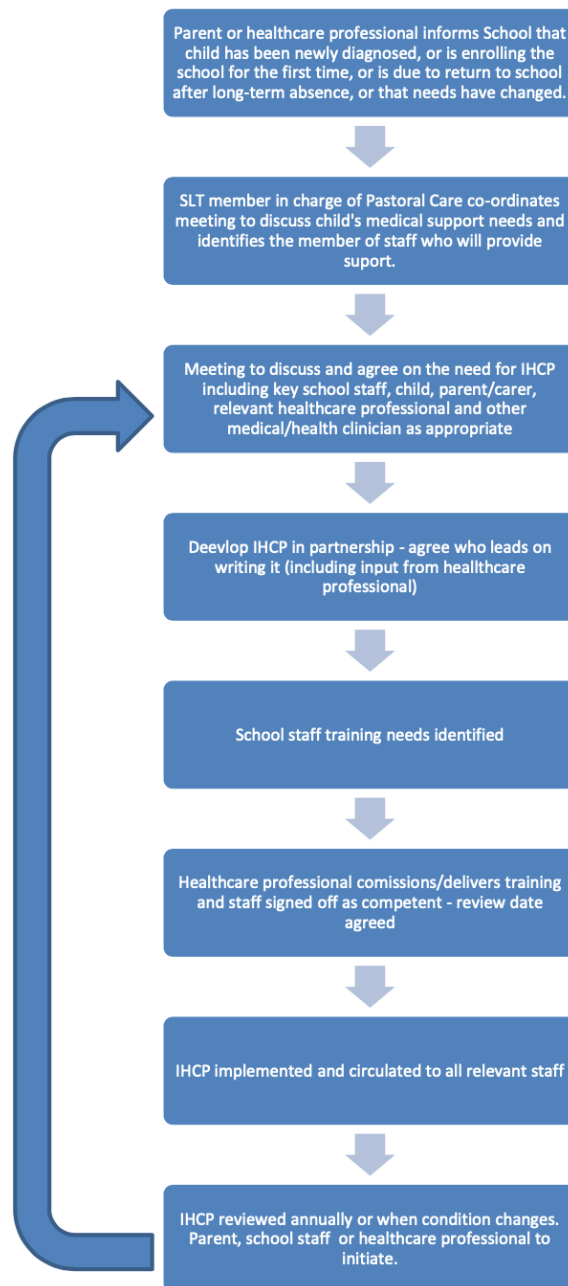 Parent or healthcare professional informs School that
child has been newly diagnosed, or is enrolling the
school for the first time, or is due to return to school
after long-term absence, or that needs have changed.
SLT member in charge of Pastoral Care co-ordinates
meeting to discuss child's medical support needs and
identifies the member of staff who will provide
suport.
Meeting to discuss and agree on the need for IHCP
including key school staff, child, parent/carer,
relevant healthcare professional and other
medical/health clinician as appropriate
Deevlop IHCP in partnership - agree who leads on
writing it (including input from heallthcare
professional)
School staff training needs identified
Healthcare professional comissions/delivers training
and staff signed off as competent - review date
agreed
IHCP implemented and circulated to all relevant staff
IHCP reviewed annually or when condition changes.
Parent, school staff or healthcare professional to
initiate.